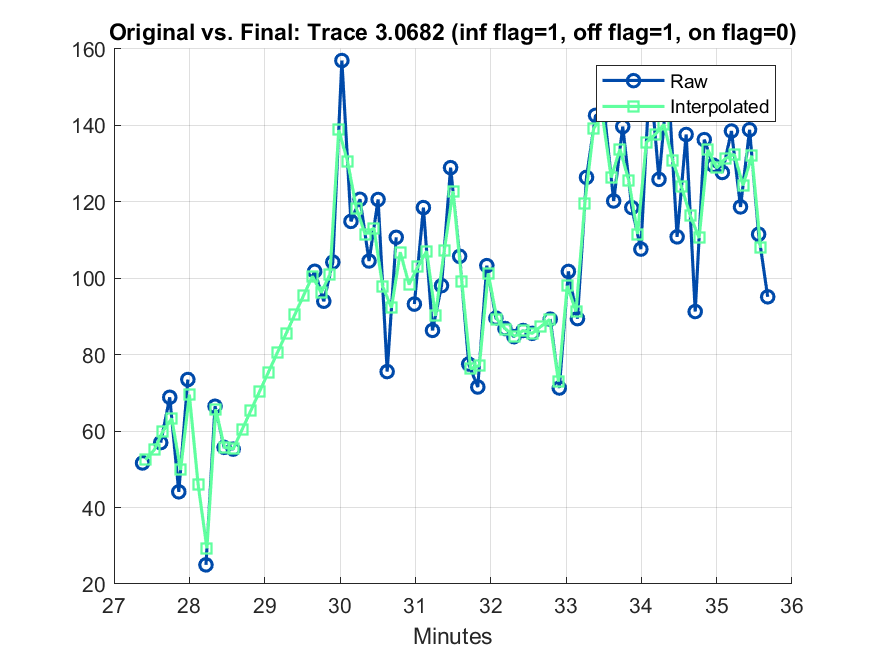 Original vs. Final: Trace 3.0682 (inf flag=1, off flag=1, on flag=0)
160
140
120
100
80
60
40
20
Raw
Interpolated
27 28 29 30 31 32 33 34 35 36
Minutes